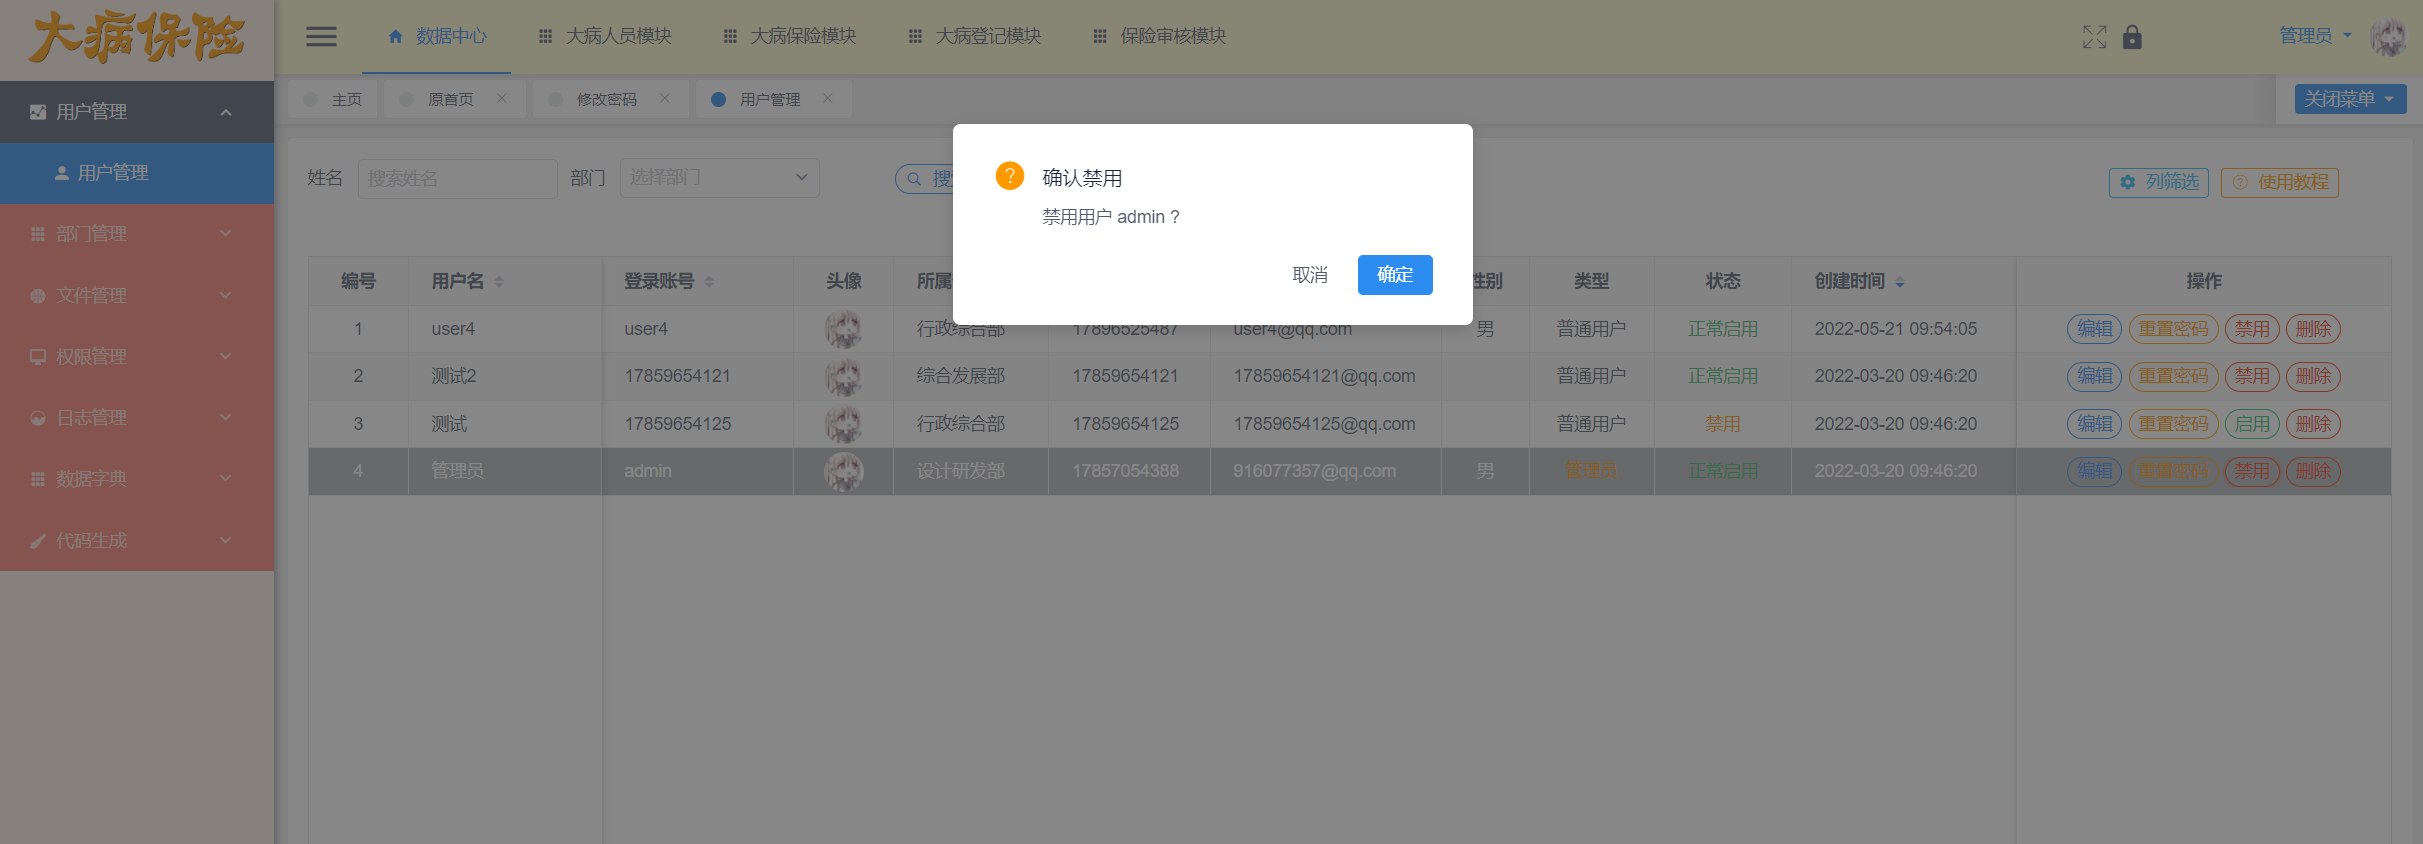 大病保险
数据中心 大病人员模块 大病保险模块 大病登记模块 保险审核模块 管理员
用户管理
用户管理
部门管理
文件管理
权限管理
日志管理
数据字典
代码生成
主页 原首页 修改密码 用户管理 关闭菜单
姓名 搜索姓名 部门 选择部门 列筛选 使用教程
确认禁用
禁用用户 admin ?
取消 确定
编号 用户名 登录账号 头像 所属 性别 类型 状态 创建时间 操作
1 user4 user4 行政综合部 17896525487 user4@qq.com 男 普通用户 正常启用 2022-05-21 09:54:05 编辑 重置密码 禁用 删除
2 测试2 17859654121 综合发展部 17859654121 17859654121@qq.com 普通用户 正常启用 2022-03-20 09:46:20 编辑 重置密码 禁用 删除
3 测试 17859654125 行政综合部 17859654125 17859654125@qq.com 普通用户 禁用 2022-03-20 09:46:20 编辑 重置密码 启用 删除
4 管理员 admin 设计研发部 17857054388 916077357@qq.com 男 管理员 正常启用 2022-03-20 09:46:20 编辑 重置密码 禁用 删除